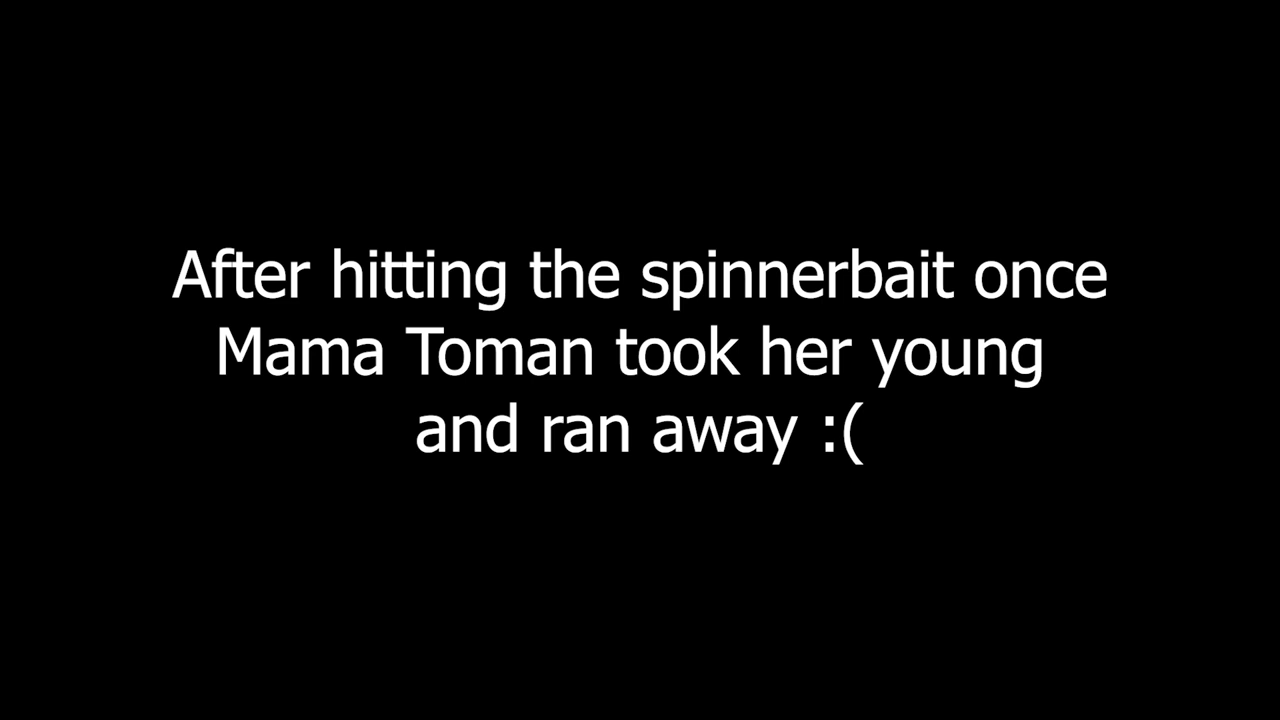 After hitting the spinnerbait once
Mama Toman took her young
and ran away :(